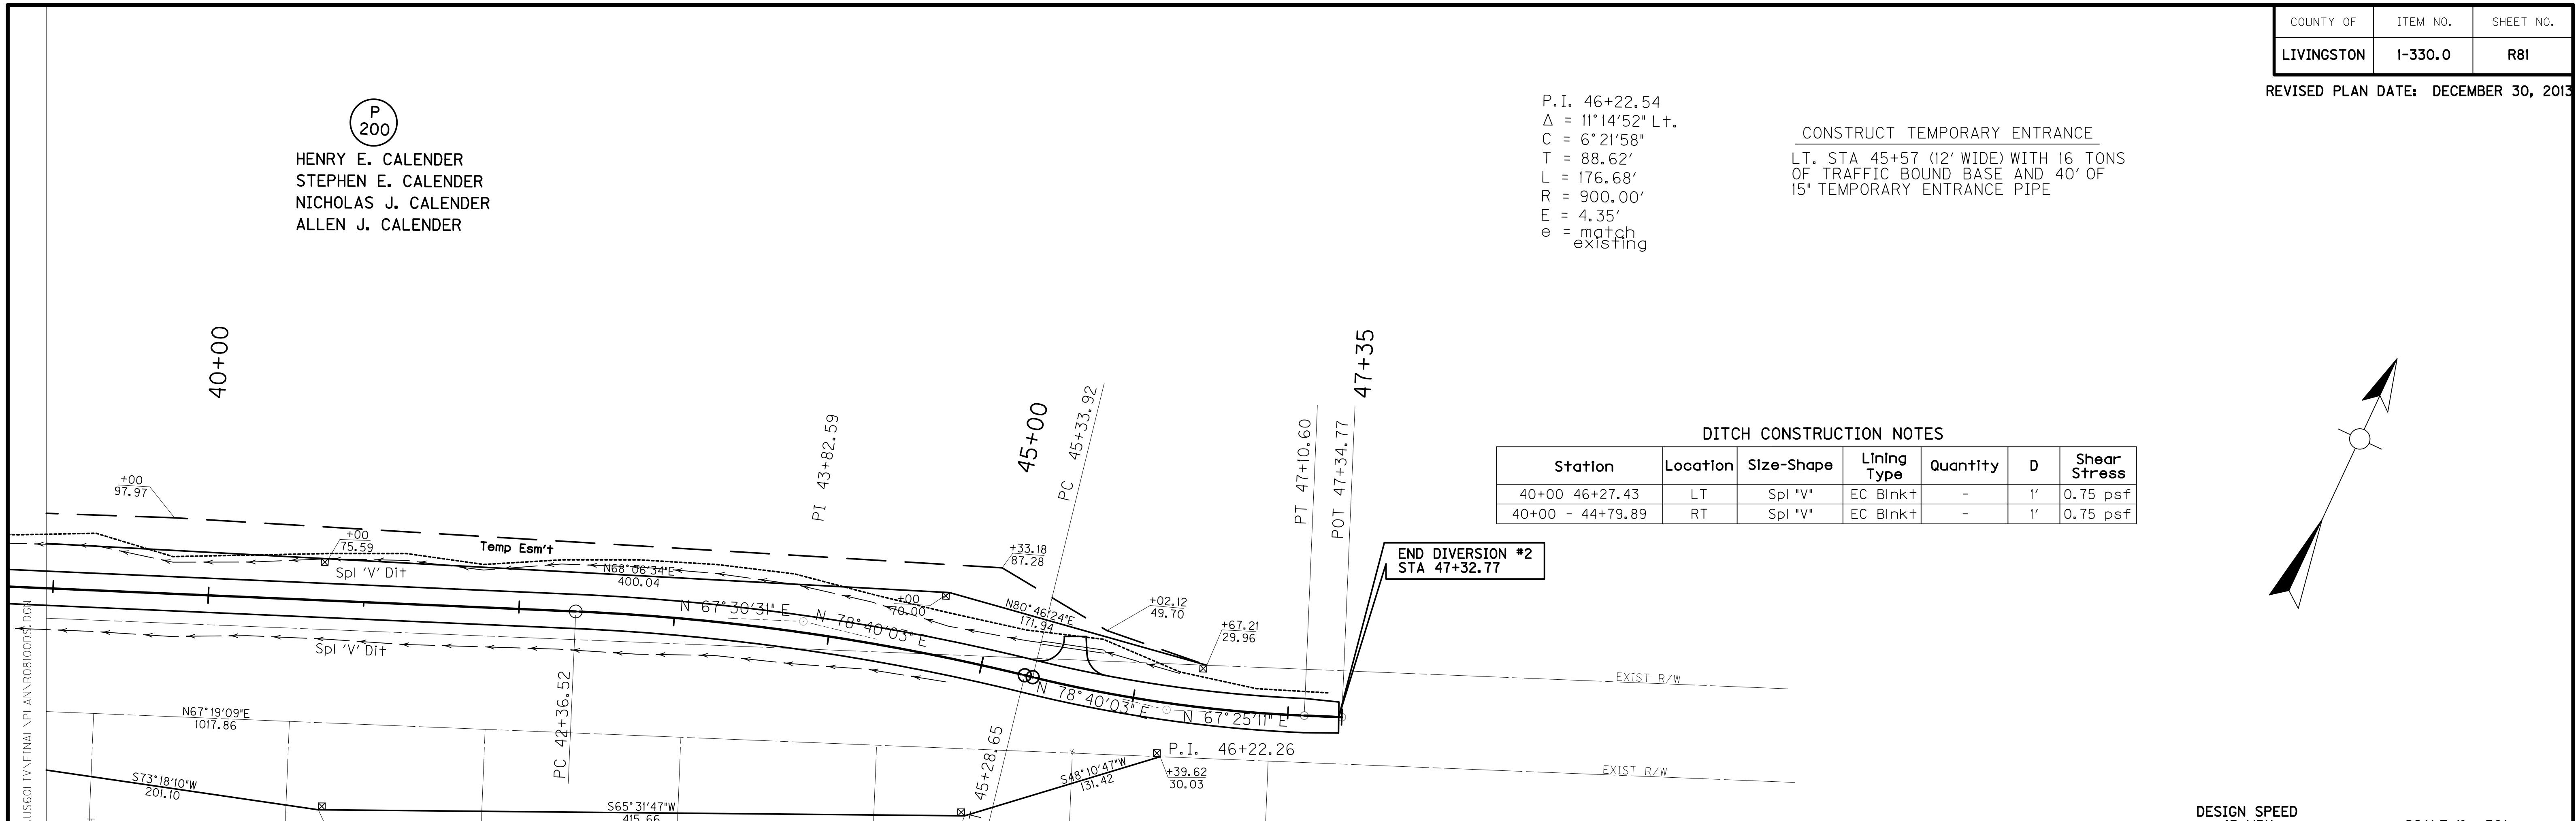 COUNTY OF ITEM NO. SHEET NO.
LIVINGSTON 1-330.0 R81
REVISED PLAN DATE: DECEMBER 30, 2013
P
200
HENRY E. CALENDER
STEPHEN E. CALENDER
NICHOLAS J. CALENDER
ALLEN J. CALENDER
P.I. 46+22.54
Δ = 11°14'52" Lt.
C = 6°21'58"
T = 88.62'
L = 176.68'
R = 900.00'
E = 4.35'
e = match
existing
CONSTRUCT TEMPORARY ENTRANCE
LT. STA 45+57 (12' WIDE) WITH 16 TONS
OF TRAFFIC BOUND BASE AND 40' OF
15" TEMPORARY ENTRANCE PIPE
40+00
PI 43+82.59
45+00
PC 45+33.92
PT 47+10.60
POT 47+34.77
47+35
DITCH CONSTRUCTION NOTES
Station Location Size-Shape Lining Type Quantity D Shear Stress
40+00 46+27.43 LT Spl "V" EC Blnkt - 1' 0.75 psf
40+00 - 44+79.89 RT Spl "V" EC Blnkt - 1' 0.75 psf
END DIVERSION #2
STA 47+32.77
+00
97.97
+00
75.59
Temp Esm't
Spl 'V' Dit
N68°06'34"E
400.04
+33.18
87.28
+00
70.00
N80°46'24"E
171.94
+02.12
49.70
+67.21
29.96
N 67°30'31" E
N 78°40'03" E
Spl 'V' Dit
N 78°40'03" E
N 67°25'11" E
EXIST R/W
N67°19'09"E
1017.86
PC 42+36.52
45+28.65
P.I. 46+22.26
+39.62
30.03
S48°10'47"W
131.42
EXIST R/W
S73°18'10"W
201.10
S65°31'47"W
415.66
US60LIV\FINAL\PLAN\R08100DS.DGN
DESIGN SPEED